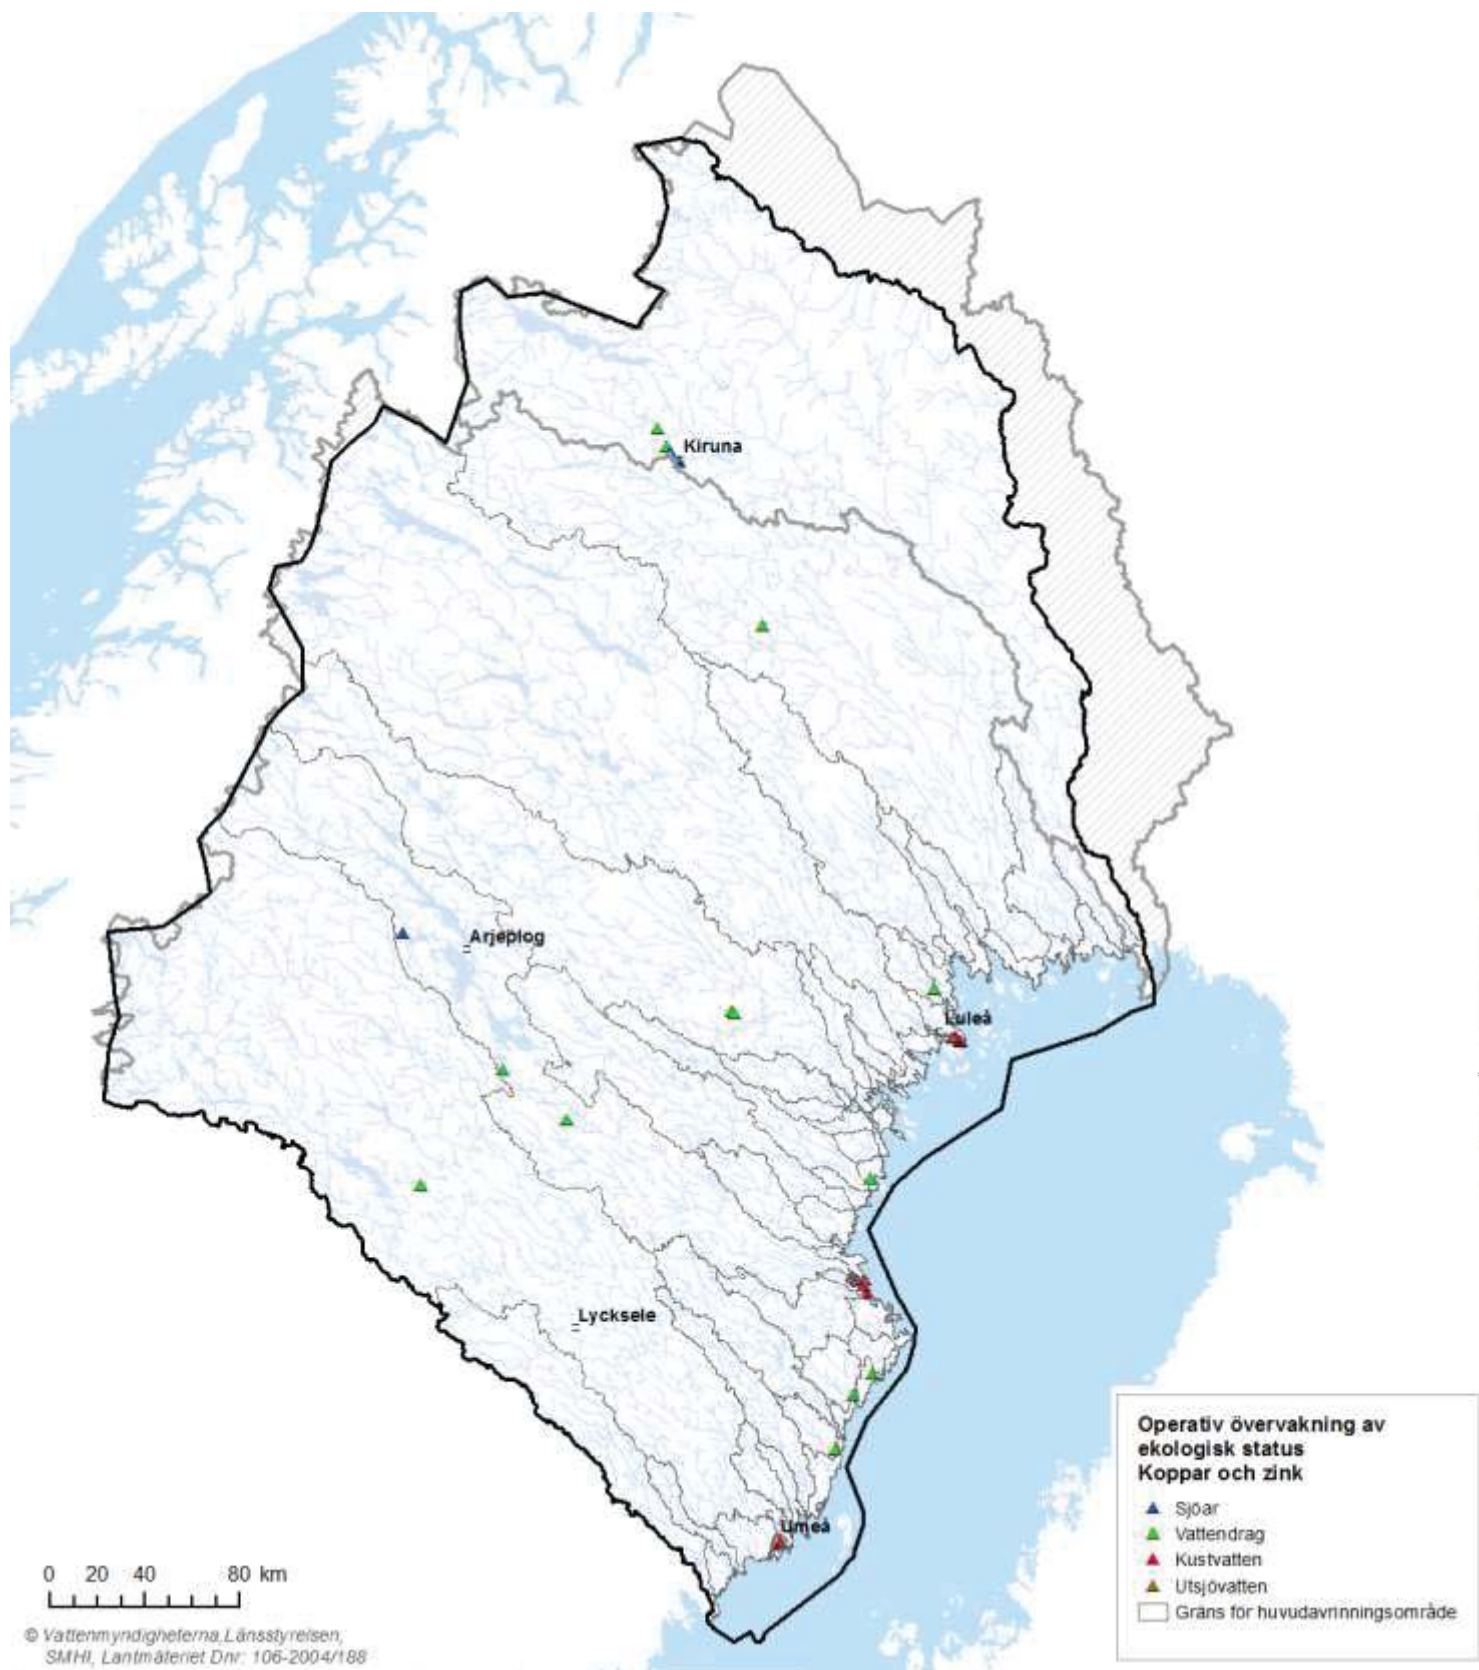 Kiruna
Arjeplog
Luleå
Lycksele
Umeå
Operativ övervakning av
ekologisk status
Koppar och zink
Sjöar
Vattendrag
Kustvatten
Utsjövatten
Gräns för huvudavrinningsområde
0 20 40 80 km
© Vattenmyndigheterna,Länsstyrelsen,
SMHI, Lantmäteriet Dnr: 106-2004/188